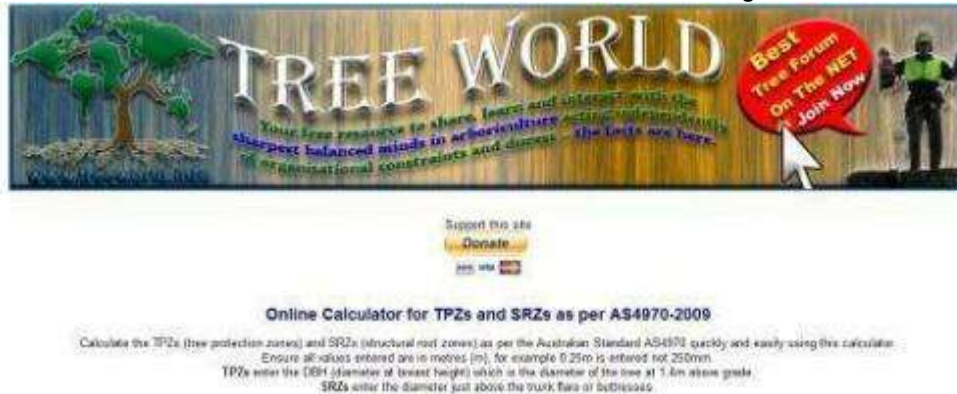 TREE WORLD
Your free resource to share, learn and interact with the
sharpest balanced minds in arboriculture acting independently
of organisational constraints and duress - the facts are here.
Best
Tree Forum
On The NET
Join Now
Support this site
Donate
VISA
Online Calculator for TPZs and SRZs as per AS4970-2009
Calculate the TPZs (tree protection zones) and SRZs (structural root zones) as per the Australian Standard AS4970 quickly and easily using this calculator
Ensure all values entered are in metres (m), for example 0.25m is entered not 250mm.
TPZs enter the DBH (diameter at breast height) which is the diameter of the tree at 1.4m above grade
SRZs enter the diameter just above the trunk flare or buttresses